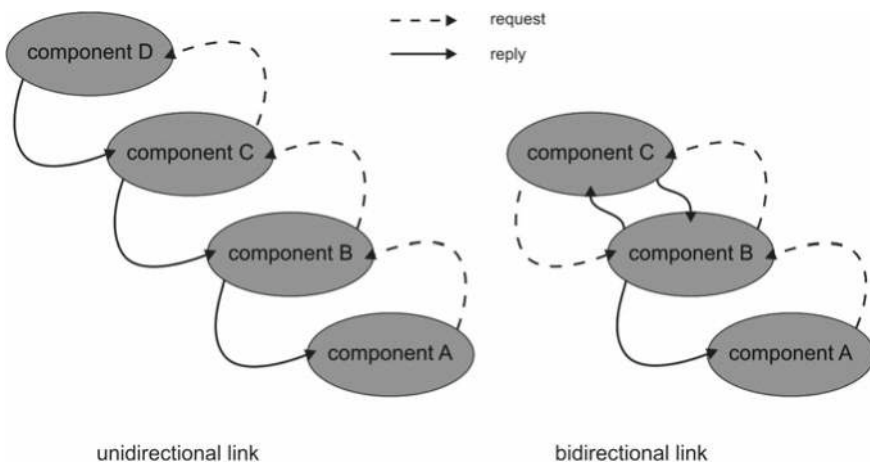 request
reply
component D
component C
component B
component A
unidirectional link
component C
component B
component A
bidirectional link